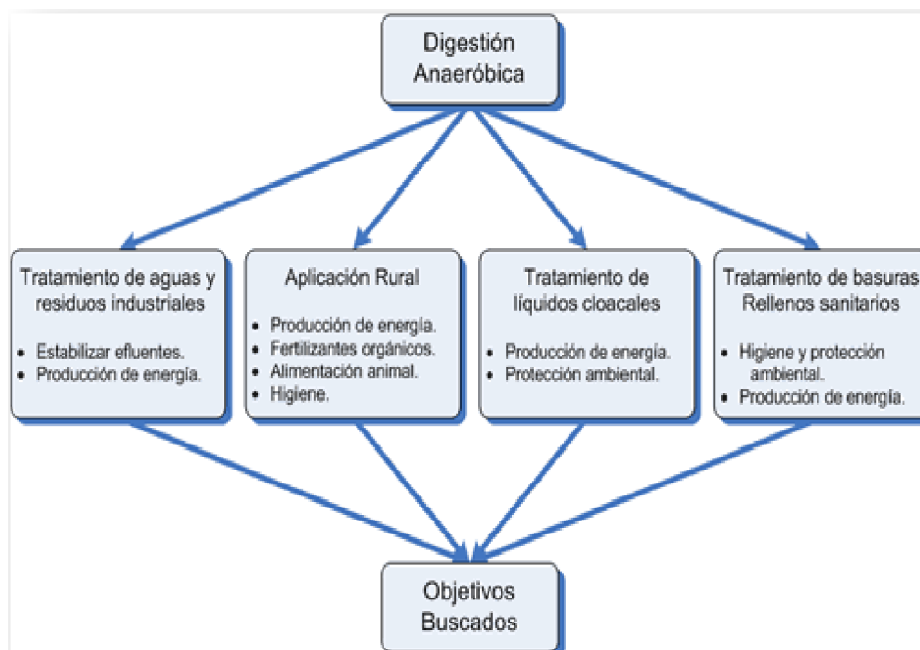 Digestión
Anaeróbica
Tratamiento de aguas y
residuos industriales
• Estabilizar efluentes.
• Producción de energía.
Aplicación Rural
• Producción de energía.
• Fertilizantes orgánicos.
• Alimentación animal.
• Higiene.
Tratamiento de
líquidos cloacales
• Producción de energía.
• Protección ambiental.
Tratamiento de basuras
Rellenos sanitarios
• Higiene y protección
ambiental.
• Producción de energía.
Objetivos
Buscados